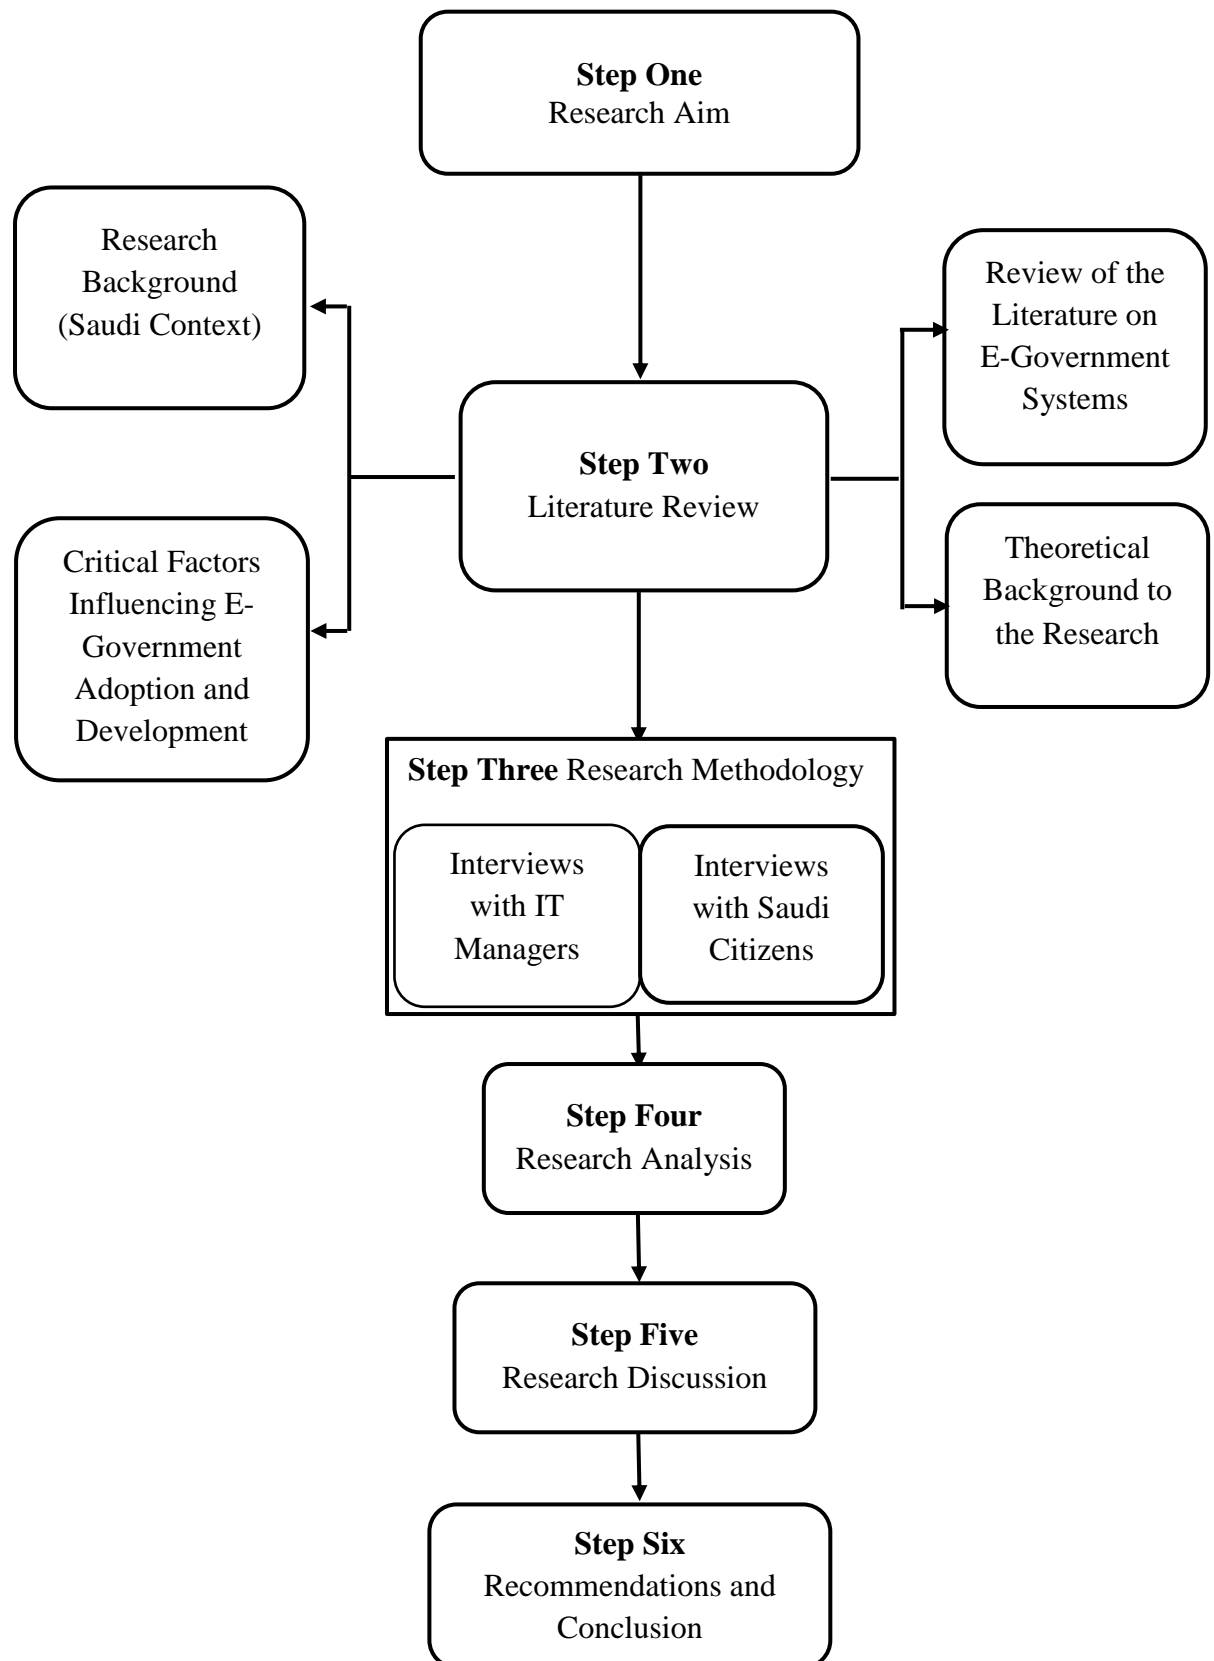 Step One
Research Aim
Research
Background
(Saudi Context)
Review of the
Literature on
E-Government
Systems
Step Two
Literature Review
Critical Factors
Influencing E-
Government
Adoption and
Development
Theoretical
Background to
the Research
Step Three Research Methodology
Interviews
with IT
Managers
Interviews
with Saudi
Citizens
Step Four
Research Analysis
Step Five
Research Discussion
Step Six
Recommendations and
Conclusion